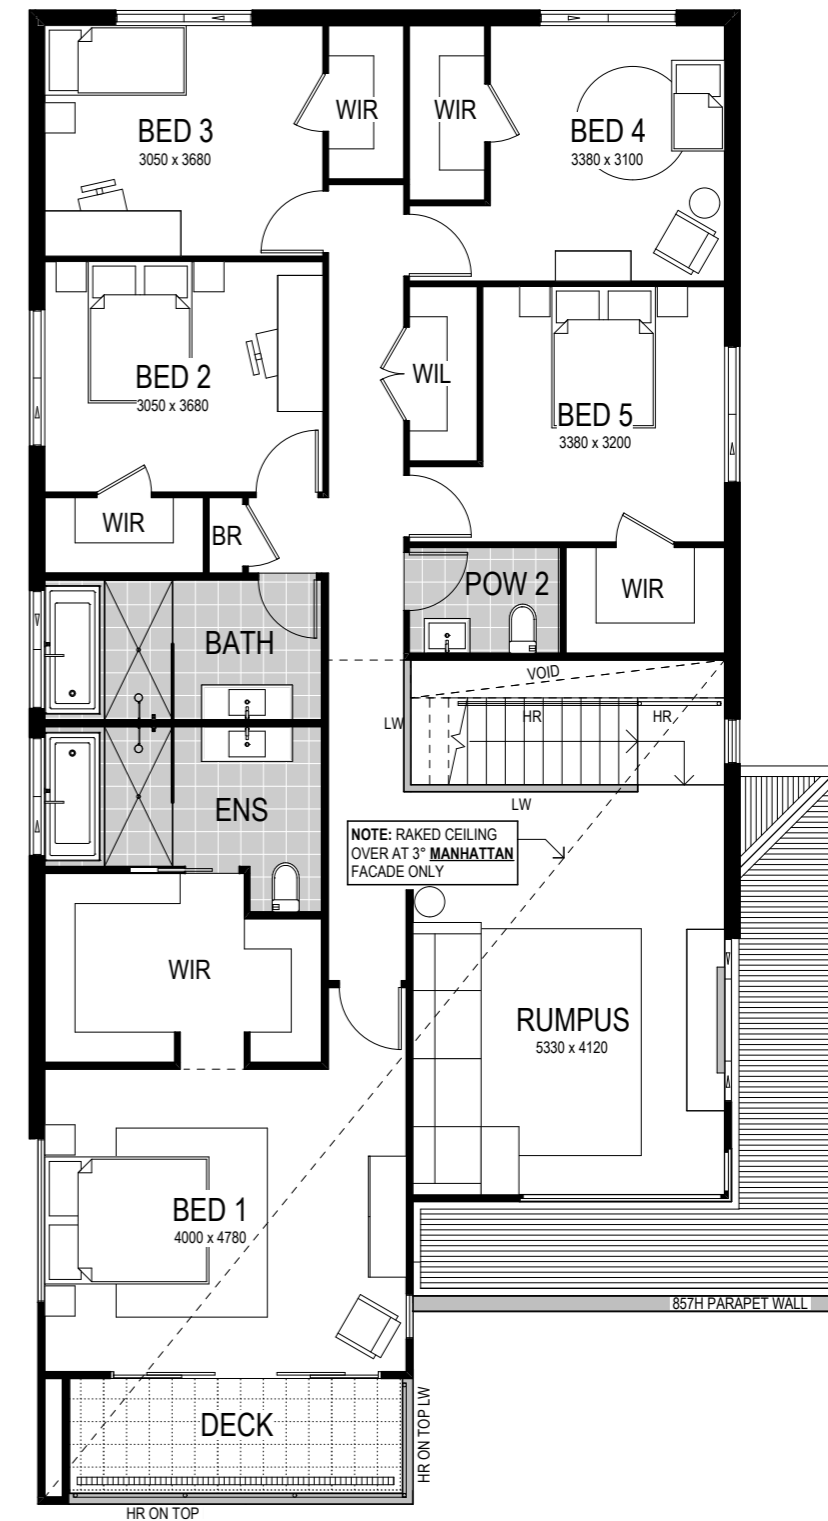 BED 3
3050 x 3680
WIR
WIR
BED 4
3380 x 3100
BED 2
3050 x 3680
WIL
BED 5
3380 x 3200
WIR
BR
POW 2
WIR
BATH
VOID
LW
HR
HR
LW
ENS
NOTE: RAKED CEILING
OVER AT 3° MANHATTAN
FACADE ONLY
WIR
RUMPUS
5330 x 4120
BED 1
4000 x 4780
857H PARAPET WALL
DECK
HR ON TOP LW
HR ON TOP